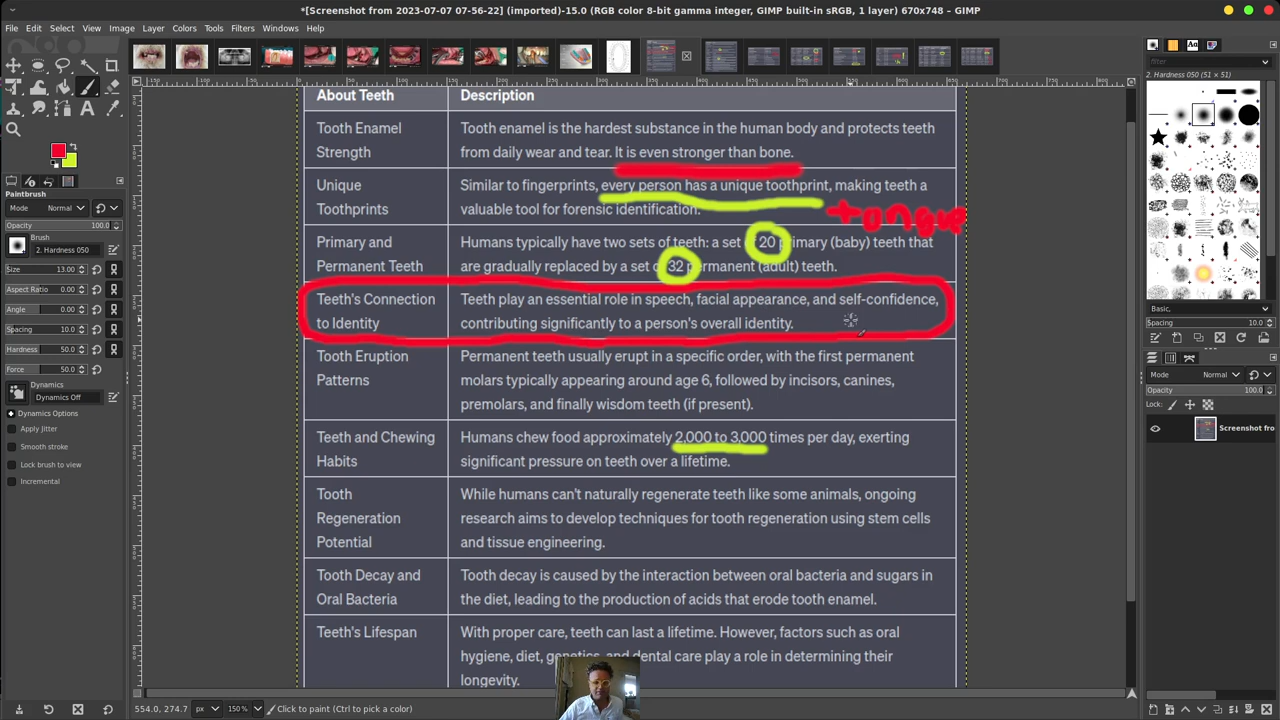 *[Screenshot from 2023-07-07 07-56-22] (imported)-15.0 (RGB color 8-bit gamma integer, GIMP built-in sRGB, 1 layer) 670x748 – GIMP
File Edit Select View Image Layer Colors Tools Filters Windows Help
Paintbrush
Mode Normal
Opacity 100.0
Brush
2. Hardness 050
Size 13.00
Aspect Ratio 0.00
Angle 0.00
Spacing 10.0
Hardness 50.0
Force 50.0
Dynamics
Dynamics Off
Dynamics Options
Apply Jitter
Smooth stroke
Lock brush to view
Incremental
About Teeth Description
Tooth Enamel Tooth enamel is the hardest substance in the human body and protects teeth
Strength from daily wear and tear. It is even stronger than bone.
Unique Similar to fingerprints, every person has a unique toothprint, making teeth a
Toothprints valuable tool for forensic identification.
+tongue
Primary and Humans typically have two sets of teeth: a set 20 primary (baby) teeth that
Permanent Teeth are gradually replaced by a set of 32 permanent (adult) teeth.
Teeth's Connection Teeth play an essential role in speech, facial appearance, and self-confidence,
to Identity contributing significantly to a person's overall identity.
Tooth Eruption Permanent teeth usually erupt in a specific order, with the first permanent
Patterns molars typically appearing around age 6, followed by incisors, canines,
premolars, and finally wisdom teeth (if present).
Teeth and Chewing Humans chew food approximately 2,000 to 3,000 times per day, exerting
Habits significant pressure on teeth over a lifetime.
Tooth While humans can't naturally regenerate teeth like some animals, ongoing
Regeneration research aims to develop techniques for tooth regeneration using stem cells
Potential and tissue engineering.
Tooth Decay and Tooth decay is caused by the interaction between oral bacteria and sugars in
Oral Bacteria the diet, leading to the production of acids that erode tooth enamel.
Teeth's Lifespan With proper care, teeth can last a lifetime. However, factors such as oral
hygiene, diet, genetics, and dental care play a role in determining their
longevity.
554.0, 274.7 px 150 % Click to paint (Ctrl to pick a color)
Aa
filter
2. Hardness 050 (51 × 51)
Basic,
Spacing 10.0
Mode Normal
Opacity 100.0
Lock:
Screenshot fro